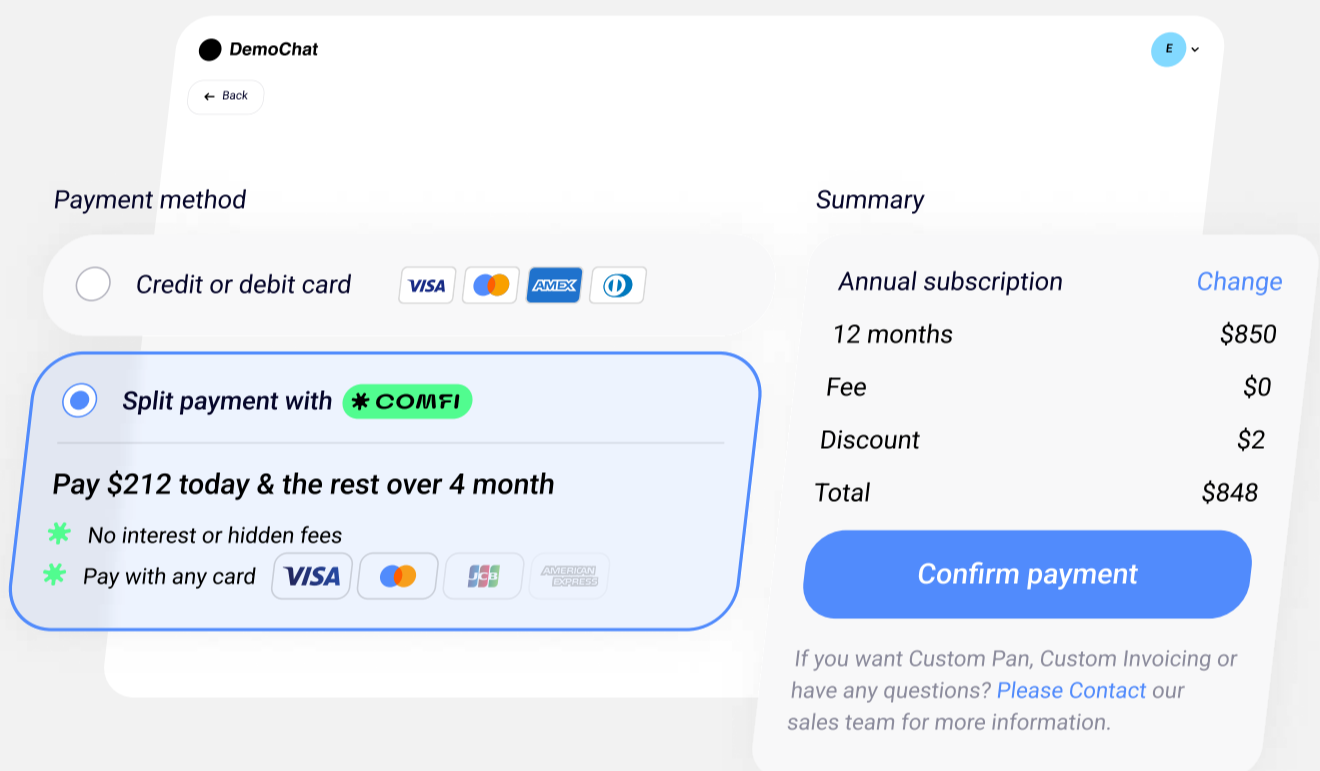 DemoChat
E
Back
Payment method
Credit or debit card VISA AMEX
Split payment with COMFI
Pay $212 today & the rest over 4 month
No interest or hidden fees
Pay with any card VISA JCB AMERICAN EXPRESS
Summary
Annual subscription Change
12 months $850
Fee $0
Discount $2
Total $848
Confirm payment
If you want Custom Pan, Custom Invoicing or
have any questions? Please Contact our
sales team for more information.